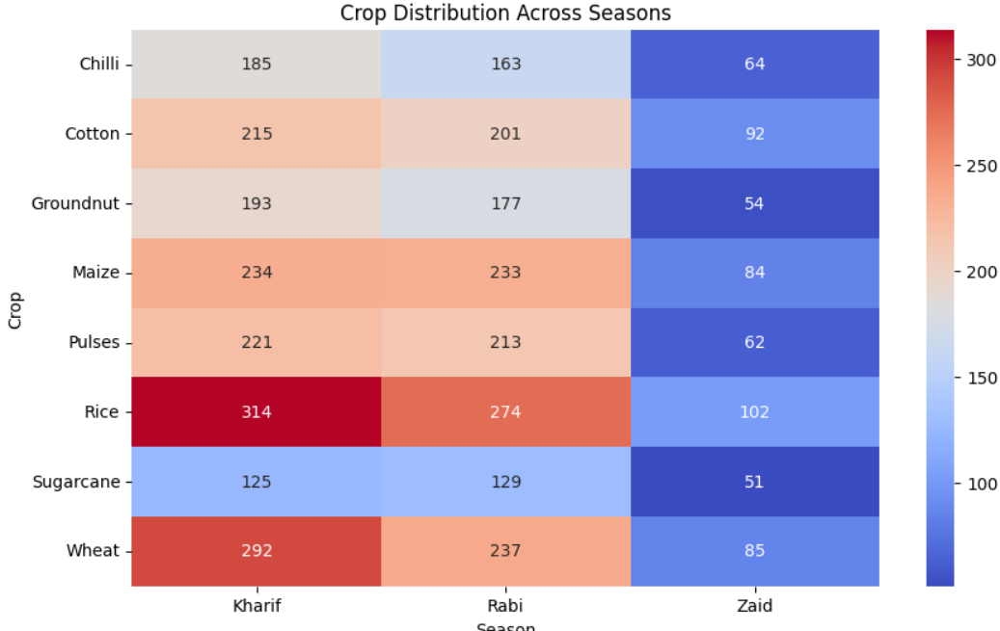 Crop Distribution Across Seasons
Chilli 185 163 64
Cotton 215 201 92
Groundnut 193 177 54
Maize 234 233 84
Pulses 221 213 62
Rice 314 274 102
Sugarcane 125 129 51
Wheat 292 237 85
Kharif Rabi Zaid
Season
Crop
300
250
200
150
100